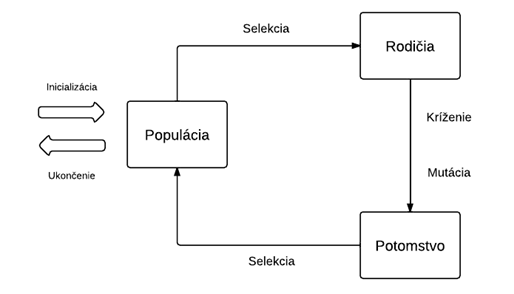 Selekcia
Rodičia
Inicializácia
Populácia
Kríženie
Ukončenie
Mutácia
Potomstvo
Selekcia